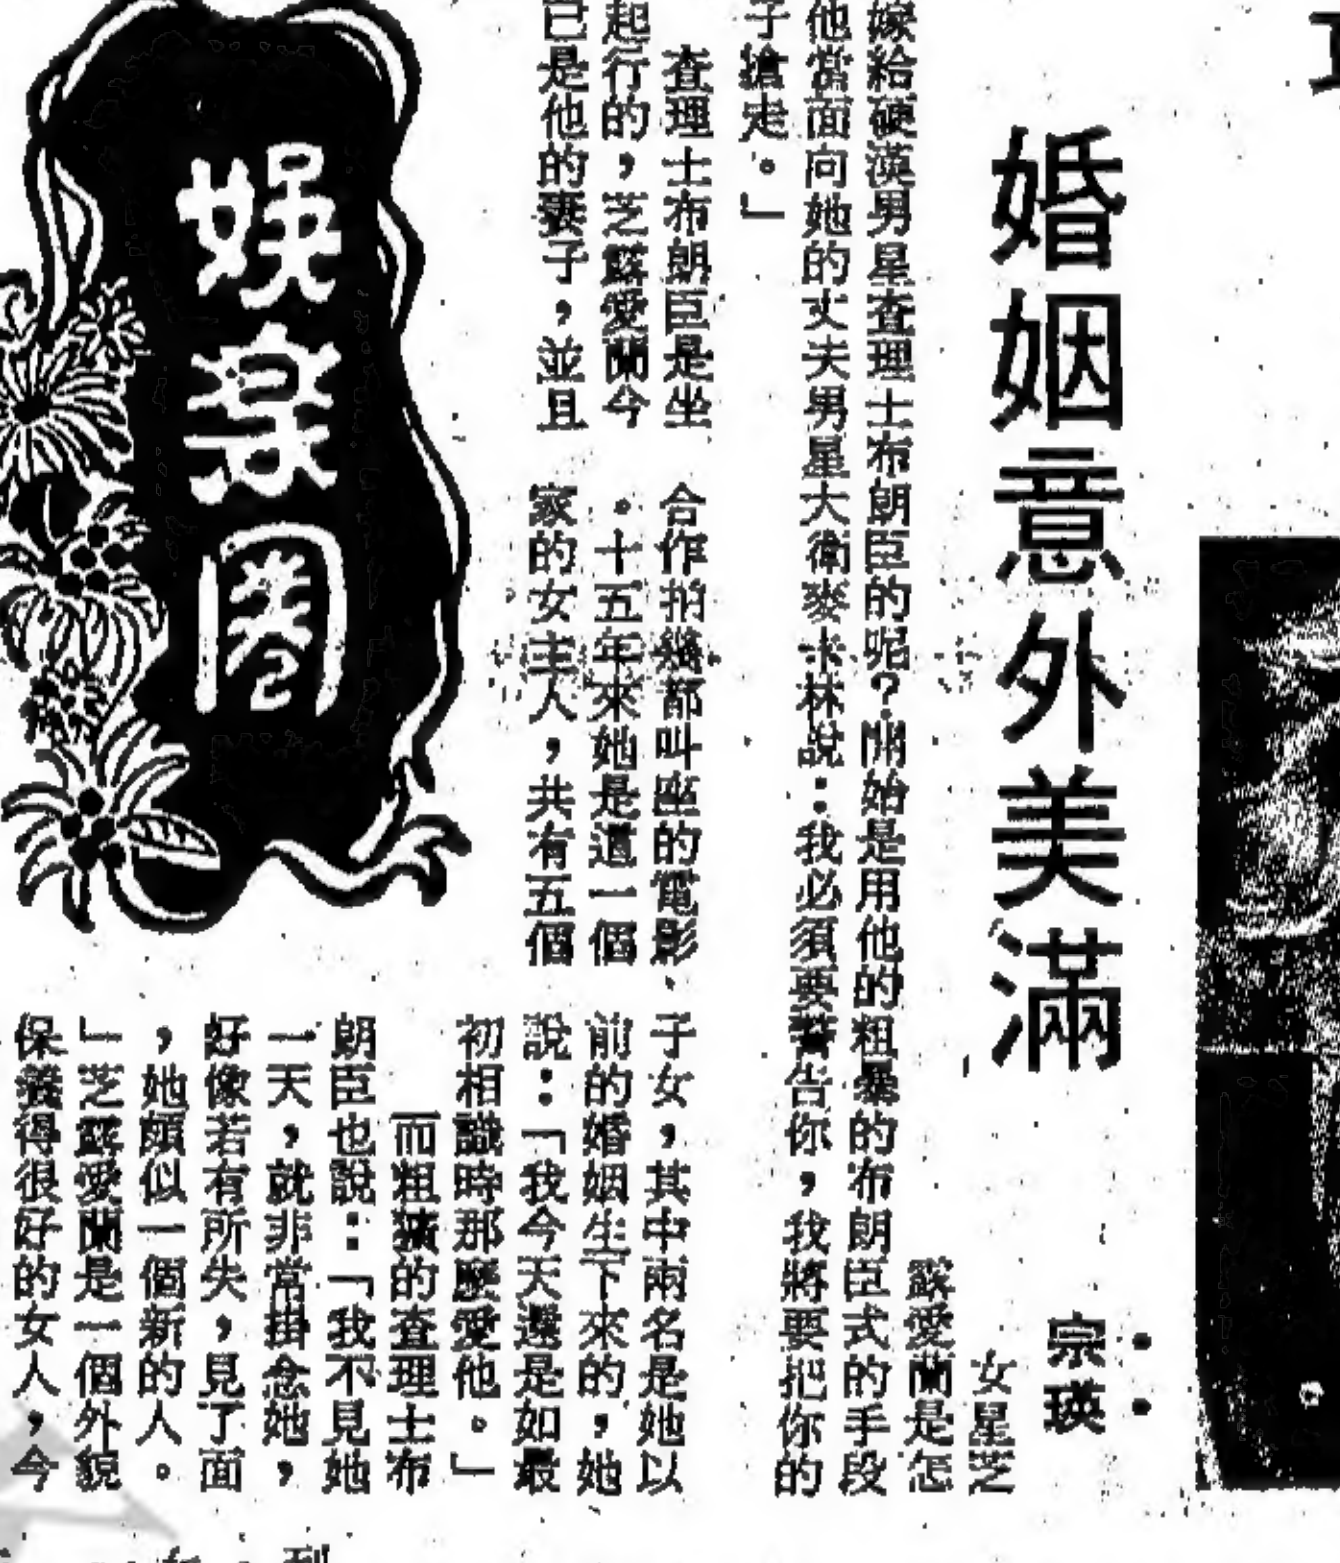 婚姻意外美滿
宗瑛
女星芝
露愛蘭是怎
嫁給硬漢男星查理士布朗臣的呢？開始是用他的粗暴的布朗臣式的手段
他當面向她的丈夫男星大衛麥卡林說：我必須要警告你，我將要把你的
子搶走。」
查理士布朗臣是坐
起行的，芝露愛蘭今
已是他的妻子，並且
合作拍幾部叫座的電影
。十五年來她是這一個
家的女主人，共有五個
子女，其中兩名是她以
前的婚姻生下來的，她
說：「我今天還是如最
初相識時那麼愛他。」
而粗獷的查理士布
朗臣也說：「我不見她
一天，就非常掛念她，
好像若有所失，見了面
，她頗似一個新的人。
」芝露愛蘭是一個外貌
保養得很好的女人，今
娛樂圈
到